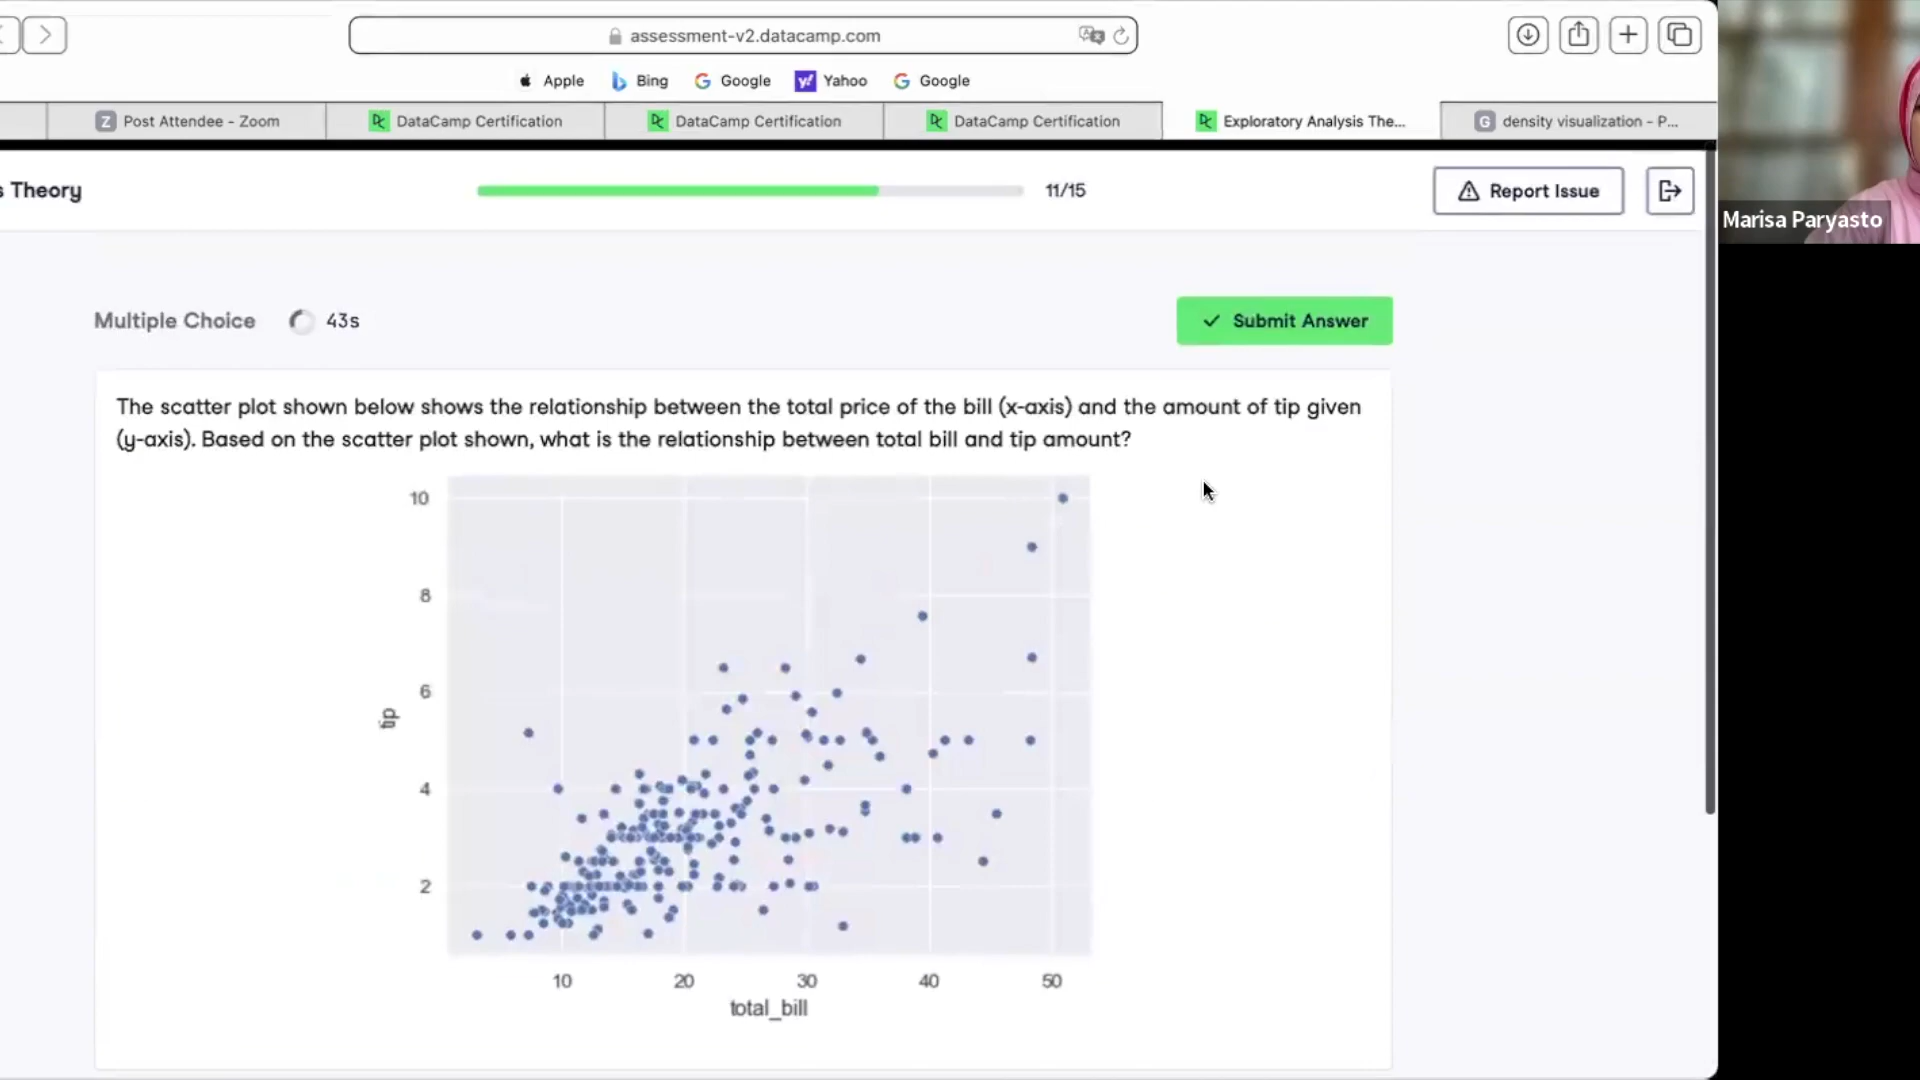 assessment-v2.datacamp.com
Apple
Bing
Google
Yahoo
Google
Post Attendee - Zoom
DataCamp Certification
DataCamp Certification
DataCamp Certification
Exploratory Analysis The...
density visualization - P...
s Theory
11/15
Report Issue
Marisa Paryasto
Multiple Choice
43s
Submit Answer
The scatter plot shown below shows the relationship between the total price of the bill (x-axis) and the amount of tip given
(y-axis). Based on the scatter plot shown, what is the relationship between total bill and tip amount?
10
8
6
tip
4
2
10 20 30 40 50
total_bill